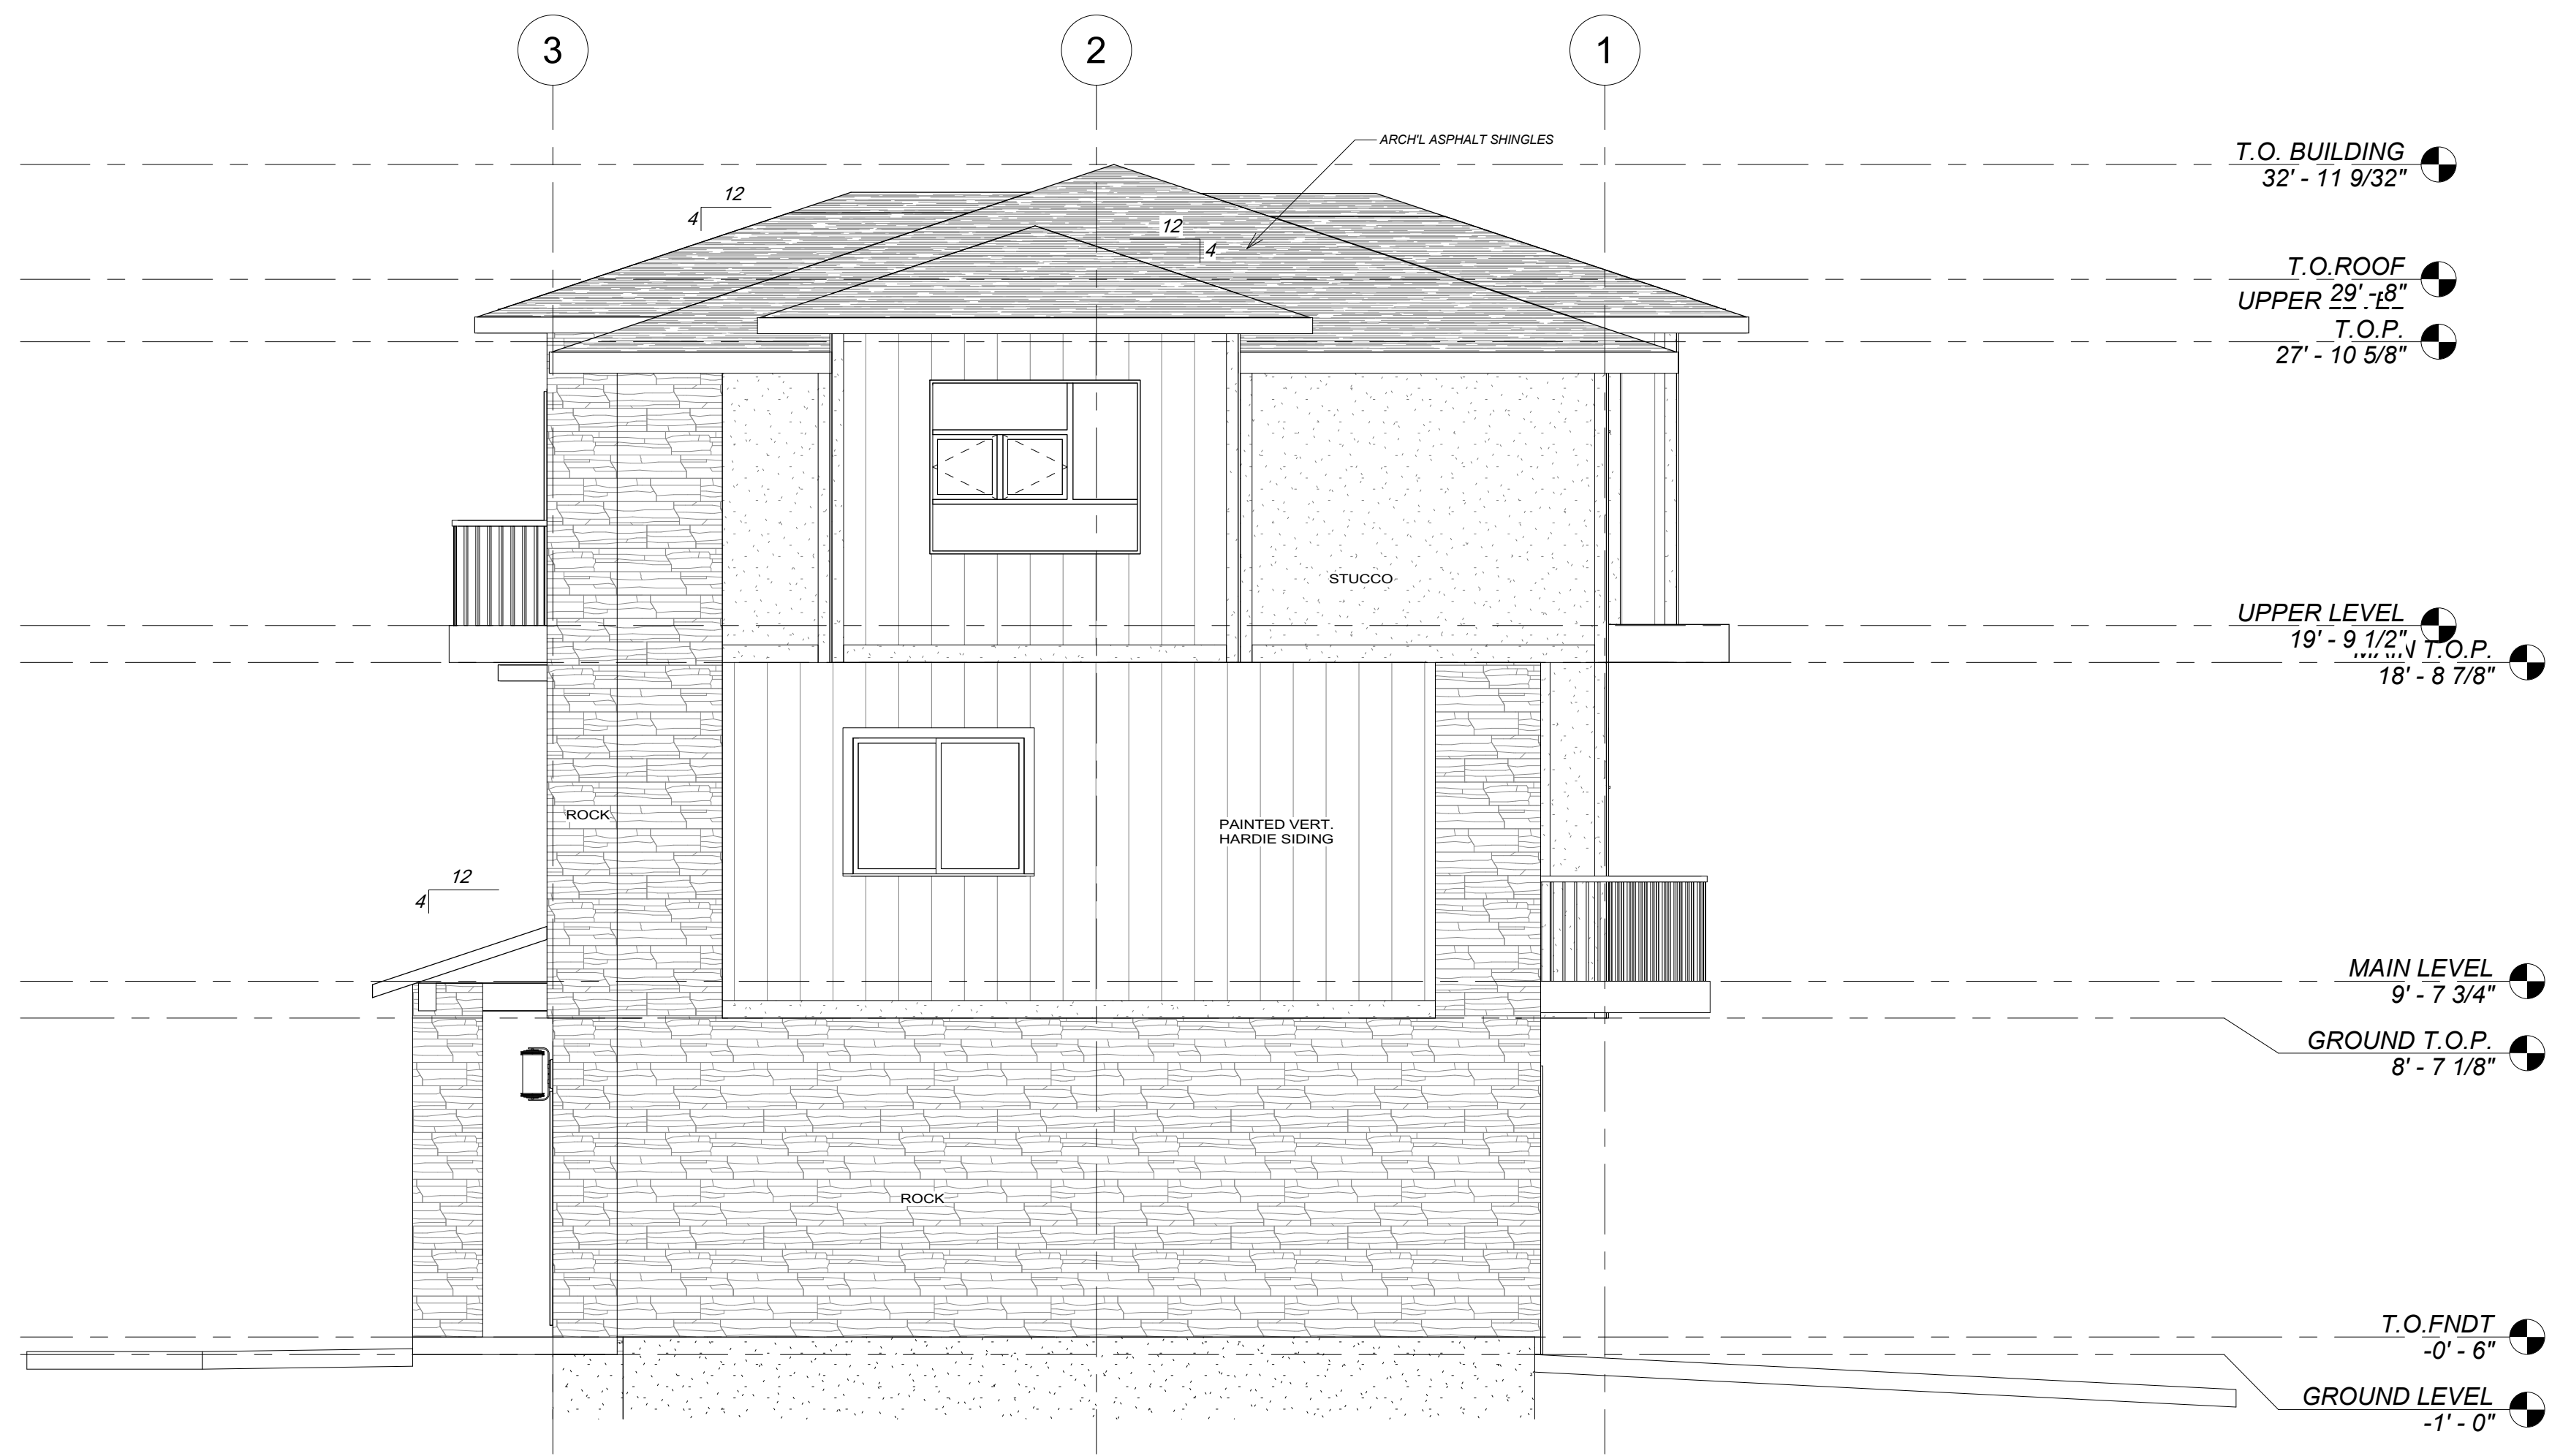 3
2
1
ARCH'L ASPHALT SHINGLES
T.O. BUILDING
32' - 11 9/32"
12
4
12
4
T.O.ROOF
29' - 8"
UPPER
T.O.P.
27' - 10 5/8"
STUCCO
UPPER LEVEL
19' - 9 1/2"
T.O.P.
18' - 8 7/8"
ROCK
PAINTED VERT.
HARDIE SIDING
12
4
MAIN LEVEL
9' - 7 3/4"
GROUND T.O.P.
8' - 7 1/8"
ROCK
T.O.FNDT
-0' - 6"
GROUND LEVEL
-1' - 0"